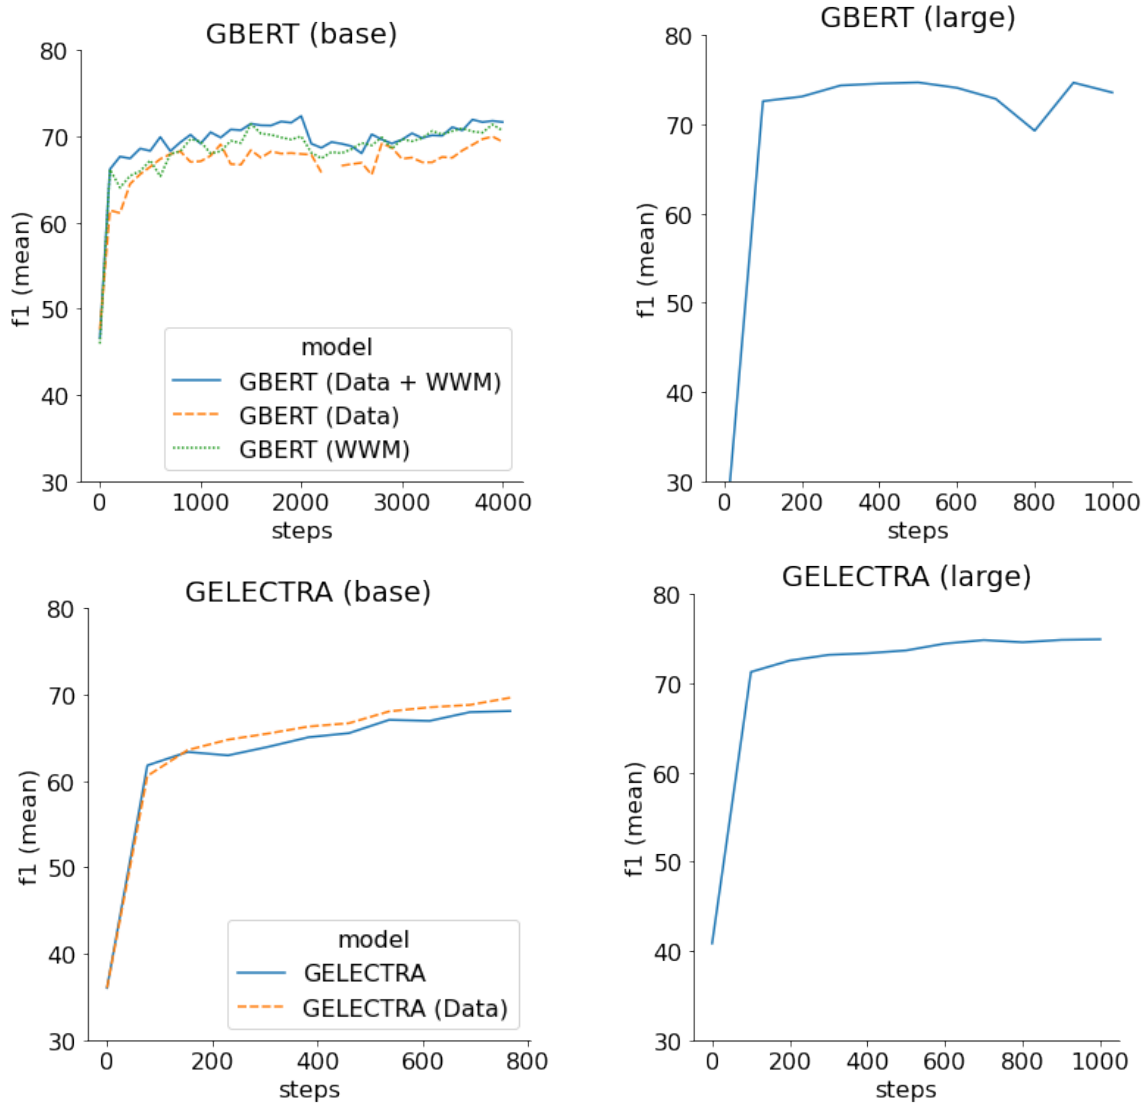 GBERT (base)
80
70
60
50
40
30
f1 (mean)
model
GBERT (Data + WWM)
GBERT (Data)
GBERT (WWM)
0 1000 2000 3000 4000
steps
GBERT (large)
80
70
60
50
40
30
f1 (mean)
0 200 400 600 800 1000
steps
GELECTRA (base)
80
70
60
50
40
30
f1 (mean)
model
GELECTRA
GELECTRA (Data)
0 200 400 600 800
steps
GELECTRA (large)
80
70
60
50
40
30
f1 (mean)
0 200 400 600 800 1000
steps